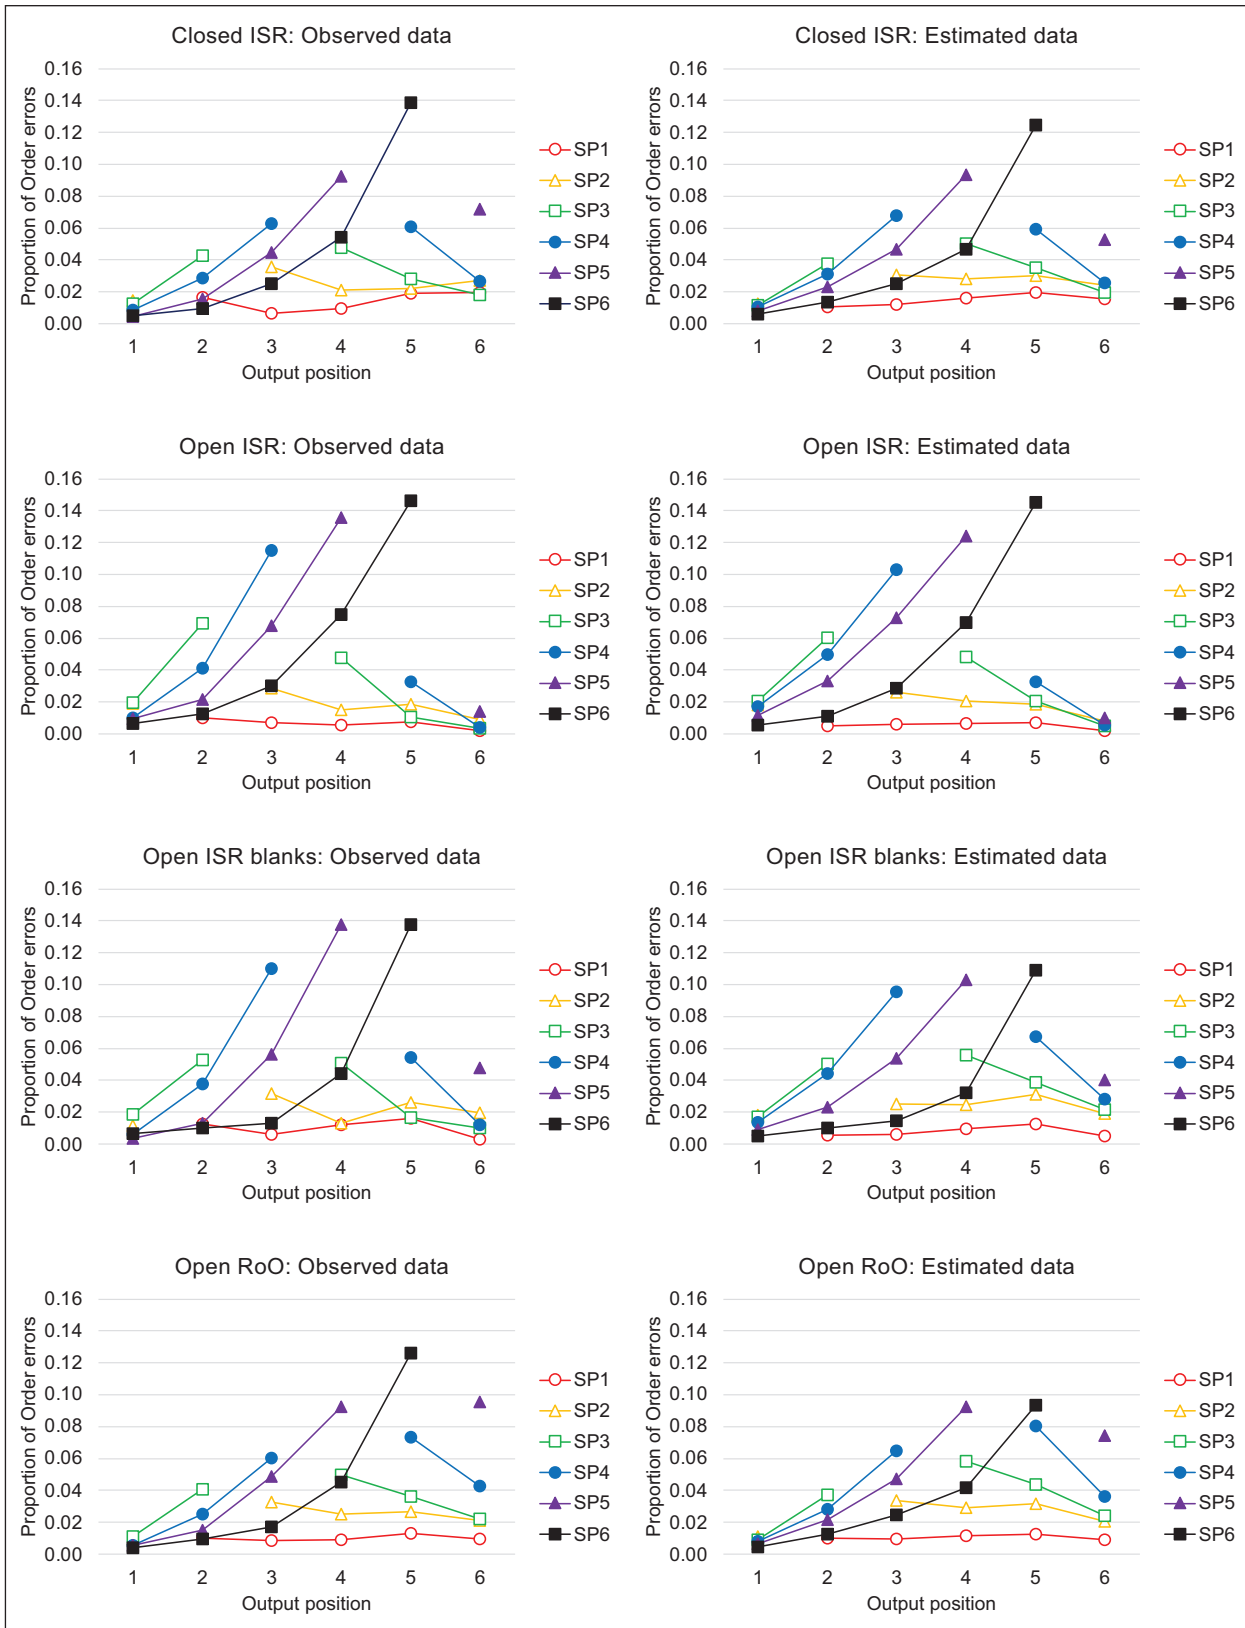 Closed ISR: Observed data
Proportion of Order errors
0.16
0.14
0.12
0.10
0.08
0.06
0.04
0.02
0.00
1 2 3 4 5 6
Output position
SP1
SP2
SP3
SP4
SP5
SP6
Closed ISR: Estimated data
Proportion of Order errors
0.16
0.14
0.12
0.10
0.08
0.06
0.04
0.02
0.00
1 2 3 4 5 6
Output position
SP1
SP2
SP3
SP4
SP5
SP6
Open ISR: Observed data
Proportion of Order errors
0.16
0.14
0.12
0.10
0.08
0.06
0.04
0.02
0.00
1 2 3 4 5 6
Output position
SP1
SP2
SP3
SP4
SP5
SP6
Open ISR: Estimated data
Proportion of Order errors
0.16
0.14
0.12
0.10
0.08
0.06
0.04
0.02
0.00
1 2 3 4 5 6
Output position
SP1
SP2
SP3
SP4
SP5
SP6
Open ISR blanks: Observed data
Proportion of Order errors
0.16
0.14
0.12
0.10
0.08
0.06
0.04
0.02
0.00
1 2 3 4 5 6
Output position
SP1
SP2
SP3
SP4
SP5
SP6
Open ISR blanks: Estimated data
Proportion of Order errors
0.16
0.14
0.12
0.10
0.08
0.06
0.04
0.02
0.00
1 2 3 4 5 6
Output position
SP1
SP2
SP3
SP4
SP5
SP6
Open RoO: Observed data
Proportion of Order errors
0.16
0.14
0.12
0.10
0.08
0.06
0.04
0.02
0.00
1 2 3 4 5 6
Output position
SP1
SP2
SP3
SP4
SP5
SP6
Open RoO: Estimated data
Proportion of Order errors
0.16
0.14
0.12
0.10
0.08
0.06
0.04
0.02
0.00
1 2 3 4 5 6
Output position
SP1
SP2
SP3
SP4
SP5
SP6